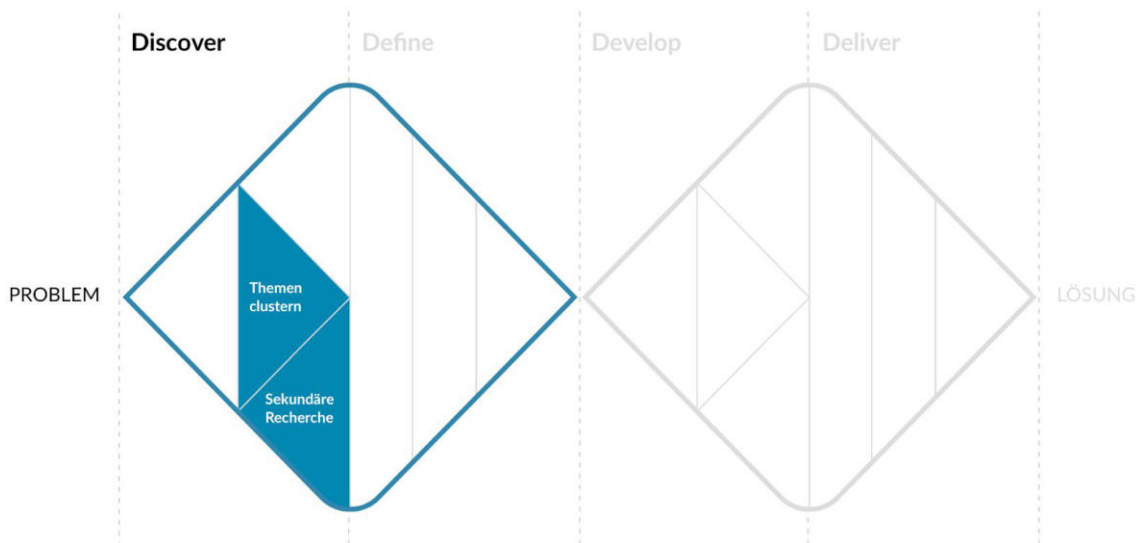 Discover
Define
Develop
Deliver
PROBLEM
Themen
clustern
Sekundäre
Recherche
LÖSUNG